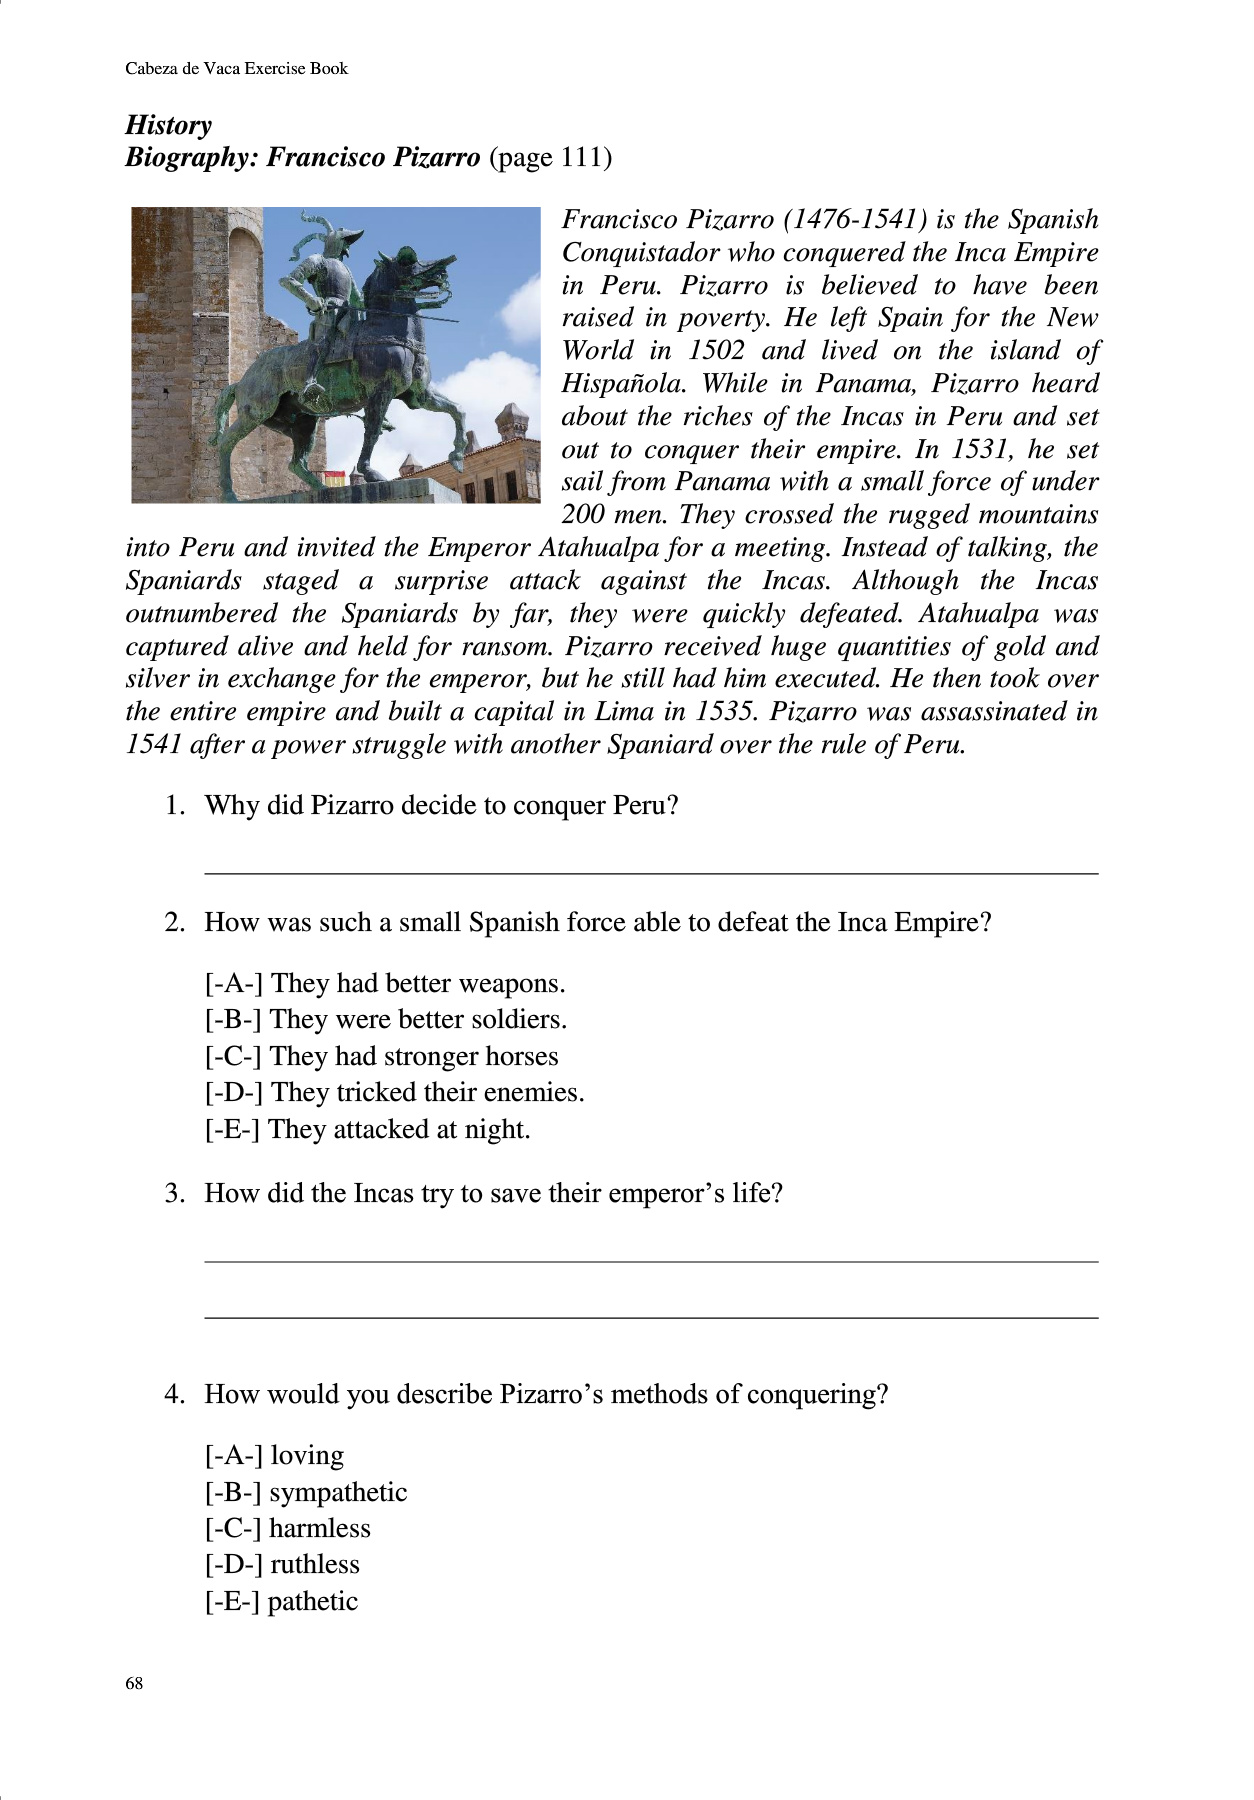 Cabeza de Vaca Exercise Book
History
Biography: Francisco Pizarro (page 111)
Francisco Pizarro (1476-1541) is the Spanish
Conquistador who conquered the Inca Empire
in Peru. Pizarro is believed to have been
raised in poverty. He left Spain for the New
World in 1502 and lived on the island of
Hispañola. While in Panama, Pizarro heard
about the riches of the Incas in Peru and set
out to conquer their empire. In 1531, he set
sail from Panama with a small force of under
200 men. They crossed the rugged mountains
into Peru and invited the Emperor Atahualpa for a meeting. Instead of talking, the
Spaniards staged a surprise attack against the Incas. Although the Incas
outnumbered the Spaniards by far, they were quickly defeated. Atahualpa was
captured alive and held for ransom. Pizarro received huge quantities of gold and
silver in exchange for the emperor, but he still had him executed. He then took over
the entire empire and built a capital in Lima in 1535. Pizarro was assassinated in
1541 after a power struggle with another Spaniard over the rule of Peru.
1. Why did Pizarro decide to conquer Peru?
2. How was such a small Spanish force able to defeat the Inca Empire?
[-A-] They had better weapons.
[-B-] They were better soldiers.
[-C-] They had stronger horses
[-D-] They tricked their enemies.
[-E-] They attacked at night.
3. How did the Incas try to save their emperor’s life?
4. How would you describe Pizarro’s methods of conquering?
[-A-] loving
[-B-] sympathetic
[-C-] harmless
[-D-] ruthless
[-E-] pathetic
68